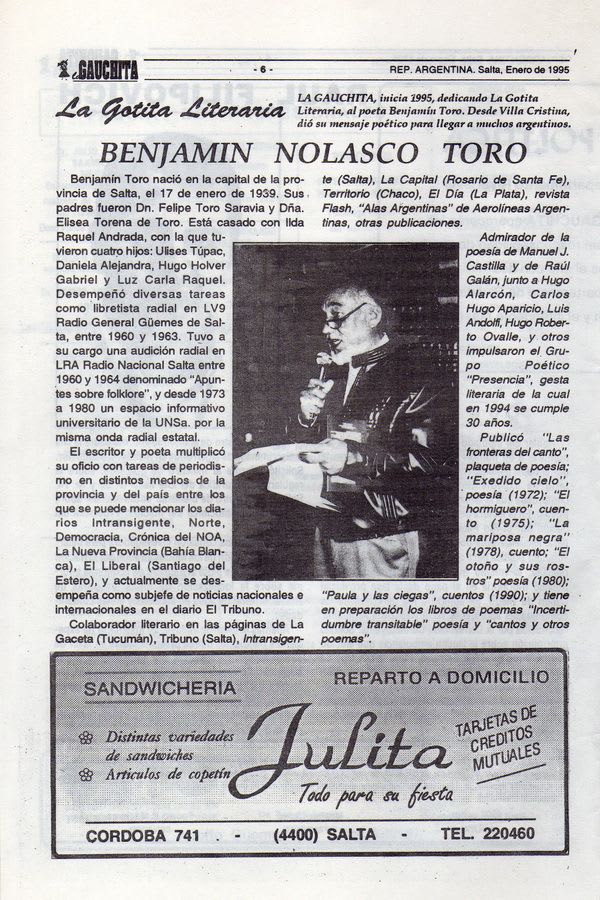 La GAUCHITA
- 6 -
REP. ARGENTINA. Salta, Enero de 1995
La Gotita Literaria
LA GAUCHITA, inicia 1995, dedicando La Gotita
Literaria, al poeta Benjamin Toro. Desde Villa Cristina,
dió su mensaje poético para llegar a muchos argentinos.
BENJAMIN NOLASCO TORO
Benjamín Toro nació en la capital de la pro-
vincia de Salta, el 17 de enero de 1939. Sus
padres fueron Dn. Felipe Toro Saravia y Dña.
Elisea Torena de Toro. Está casado con Ilda
Raquel Andrada, con la que tu-
vieron cuatro hijos: Ulises Túpac,
Daniela Alejandra, Hugo Holver
Gabriel y Luz Carla Raquel.
Desempeñó diversas tareas
como libretista radial en LV9
Radio General Güemes de Sal-
ta, entre 1960 y 1963. Tuvo a
su cargo una audición radial en
LRA Radio Nacional Salta entre
1960 y 1964 denominado "Apun-
tes sobre folklore", y desde 1973
a 1980 un espacio informativo
universitario de la UNSa. por la
misma onda radial estatal.
El escritor y poeta multiplicó
su oficio con tareas de periodis-
mo en distintos medios de la
provincia y del país entre los
que se puede mencionar los dia-
rios Intransigente, Norte,
Democracia, Crónica del NOA,
La Nueva Provincia (Bahía Blan-
ca), El Liberal (Santiago del
Estero), y actualmente se des-
empeña como subjefe de noticias nacionales e
internacionales en el diario El Tribuno.
Colaborador literario en las páginas de La
Gaceta (Tucumán), Tribuno (Salta), Intransigen-
te (Salta), La Capital (Rosario de Santa Fe),
Territorio (Chaco), El Día (La Plata), revista
Flash, "Alas Argentinas" de Aerolíneas Argen-
tinas, otras publicaciones.
Admirador de la
poesía de Manuel J.
Castilla y de Raúl
Galán, junto a Hugo
Alarcón, Carlos
Hugo Aparicio, Luis
Andolfi, Hugo Rober-
to Ovalle, y otros
impulsaron el Gru-
po Poético
"Presencia", gesta
literaria de la cual
en 1994 se cumple
30 años.
Publicó "Las
fronteras del canto",
plaqueta de poesía;
"Exedido cielo",
poesía (1972); "El
hormiguero", cuen-
to (1975); "La
mariposa negra"
(1978), cuento; "El
otoño y sus ros-
tros" poesía (1980);
"Paula y las ciegas", cuentos (1990); y tiene
en preparación los libros de poemas "Incerti-
dumbre transitable" poesía y "cantos y otros
poemas".
SANDWICHERIA
REPARTO A DOMICILIO
Distintas variedades
de sandwiches
Articulos de copetín
Julita
Todo para su fiesta
TARJETAS DE
CREDITOS
MUTUALES
CORDOBA 741 . - (4400) SALTA - TEL. 220460